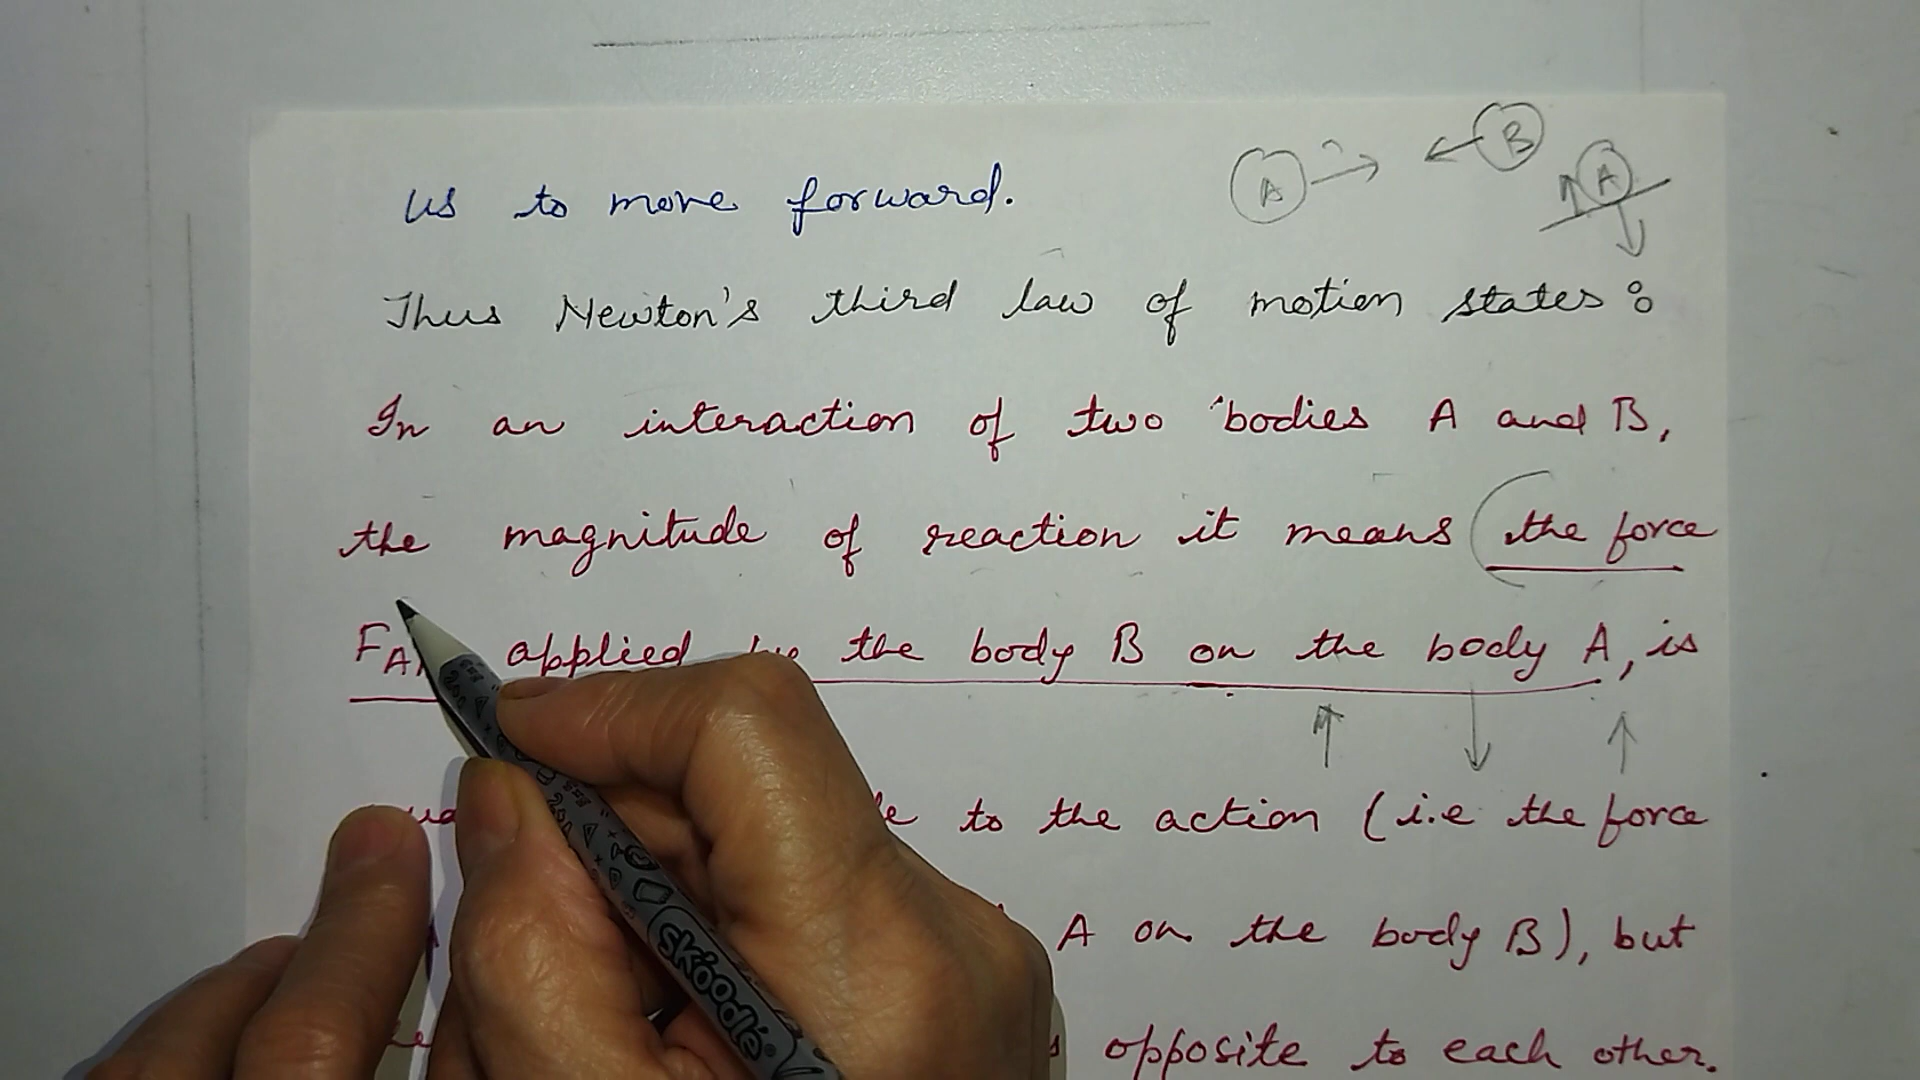 A B
A
us to move forward.
Thus Newton's third law of motion states:
In an interaction of two bodies A and B,
the magnitude of reaction it means (the force
applied the body B on the body A, is
to the action (i.e the force
A on the body B), but
opposite to each other.
Skoodle